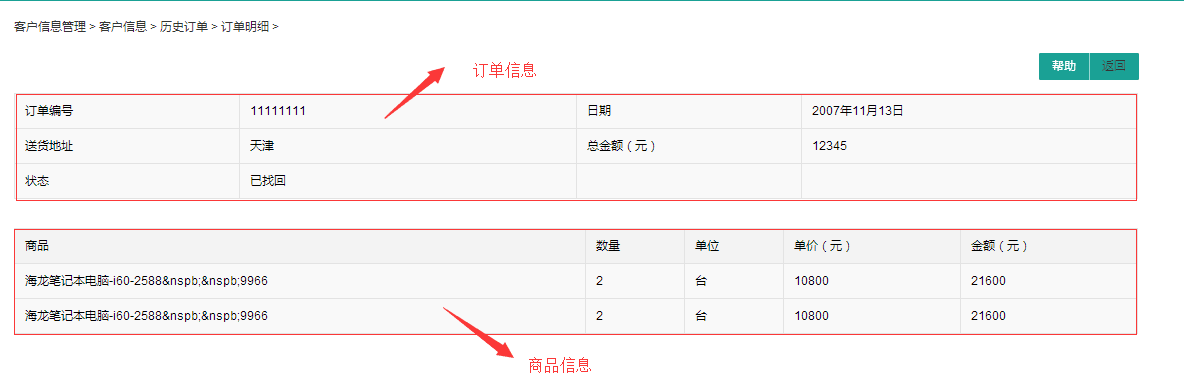 客户信息管理 > 客户信息 > 历史订单 > 订单明细 >
订单信息
帮助 返回
订单编号 11111111 日期 2007年11月13日
送货地址 天津 总金额（元） 12345
状态 已找回
商品 数量 单位 单价（元） 金额（元）
海龙笔记本电脑-i60-2588&nspb;&nspb;9966 2 台 10800 21600
海龙笔记本电脑-i60-2588&nspb;&nspb;9966 2 台 10800 21600
商品信息